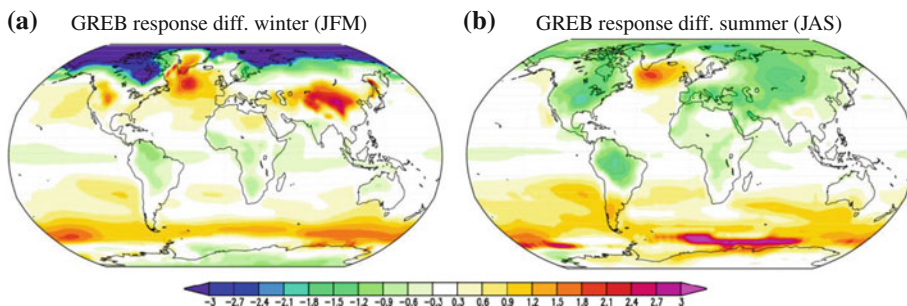 (a) GREB response diff. winter (JFM)
(b) GREB response diff. summer (JAS)
−3 −2.7 −2.4 −2.1 −1.8 −1.5 −1.2 −0.9 −0.6 −0.3 0.3 0.6 0.9 1.2 1.5 1.8 2.1 2.4 2.7 3